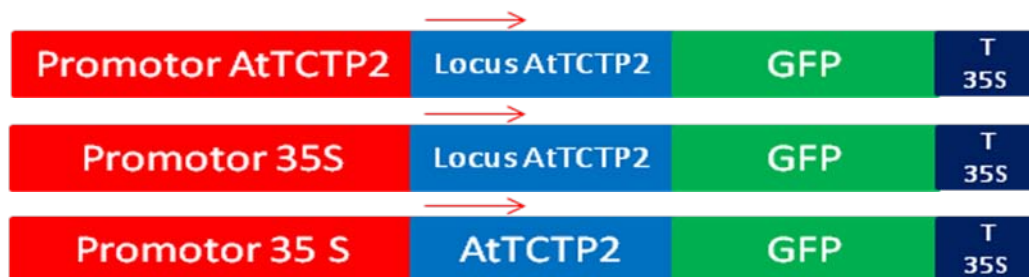 Promotor AtTCTP2 Locus AtTCTP2 GFP T 35S
Promotor 35S Locus AtTCTP2 GFP T 35S
Promotor 35 S AtTCTP2 GFP T 35S